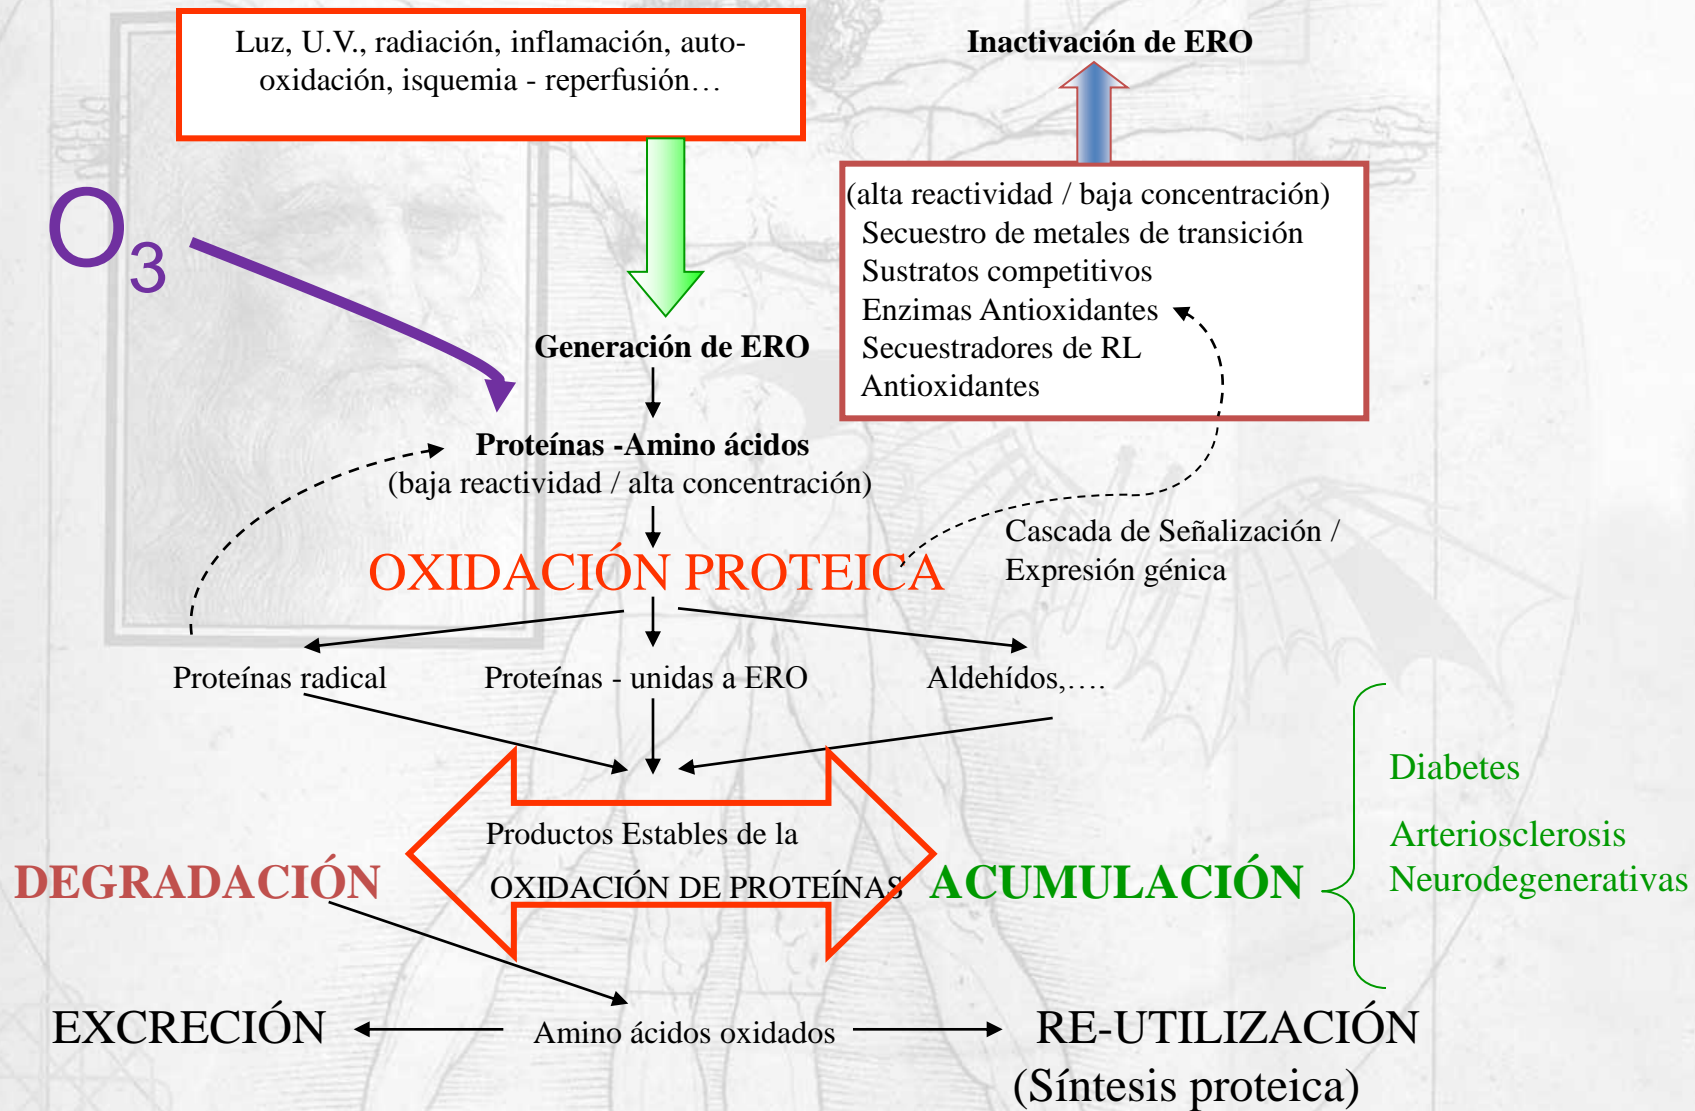 Luz, U.V., radiación, inflamación, auto-
oxidación, isquemia - reperfusión…
Inactivación de ERO
O3
(alta reactividad / baja concentración)
Secuestro de metales de transición
Sustratos competitivos
Enzimas Antioxidantes
Secuestradores de RL
Antioxidantes
Generación de ERO
Proteínas -Amino ácidos
(baja reactividad / alta concentración)
Cascada de Señalización /
Expresión génica
OXIDACIÓN PROTEICA
Proteínas radical
Proteínas - unidas a ERO
Aldehídos,….
Productos Estables de la
OXIDACIÓN DE PROTEÍNAS
DEGRADACIÓN
ACUMULACIÓN
Diabetes
Arteriosclerosis
Neurodegenerativas
EXCRECIÓN
Amino ácidos oxidados
RE-UTILIZACIÓN
(Síntesis proteica)